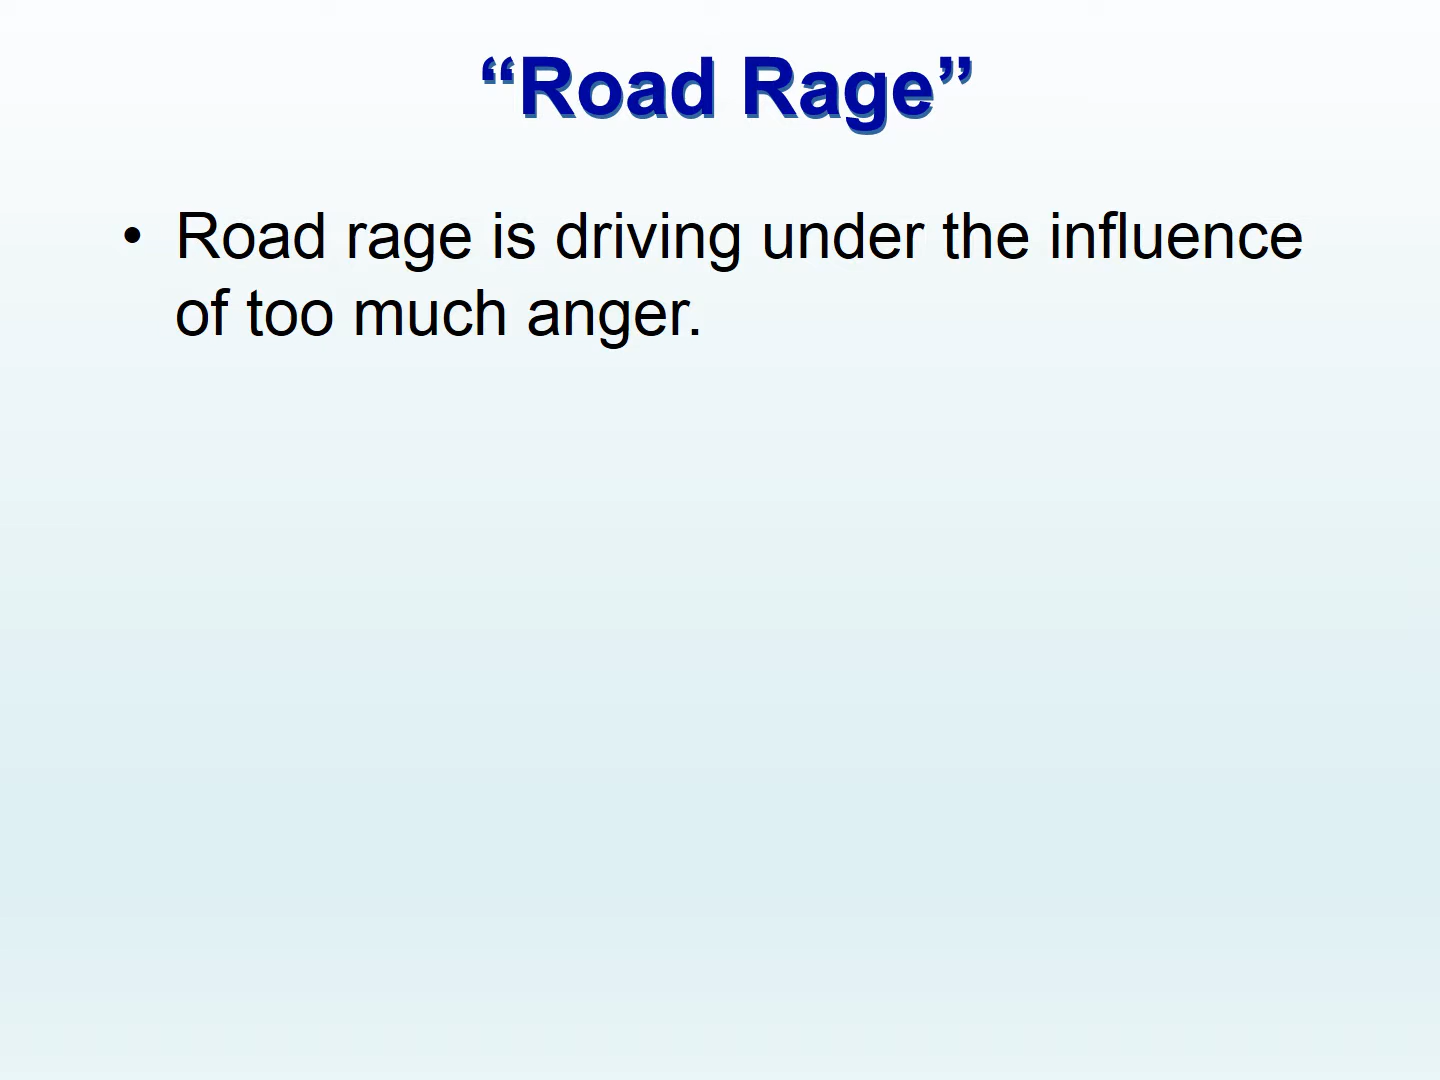 “Road Rage”
• Road rage is driving under the influence
of too much anger.